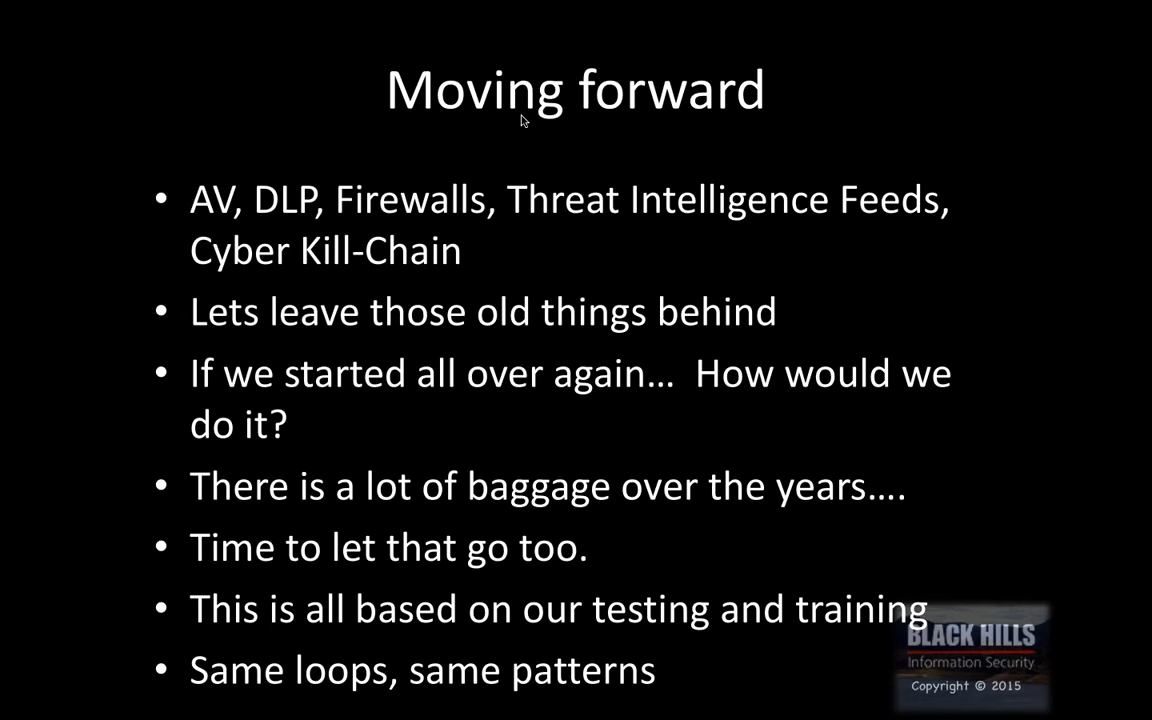 Moving forward
• AV, DLP, Firewalls, Threat Intelligence Feeds,
Cyber Kill-Chain
• Lets leave those old things behind
• If we started all over again…  How would we
do it?
• There is a lot of baggage over the years….
• Time to let that go too.
• This is all based on our testing and training
• Same loops, same patterns
BLACK HILLS
Information Security
Copyright © 2015